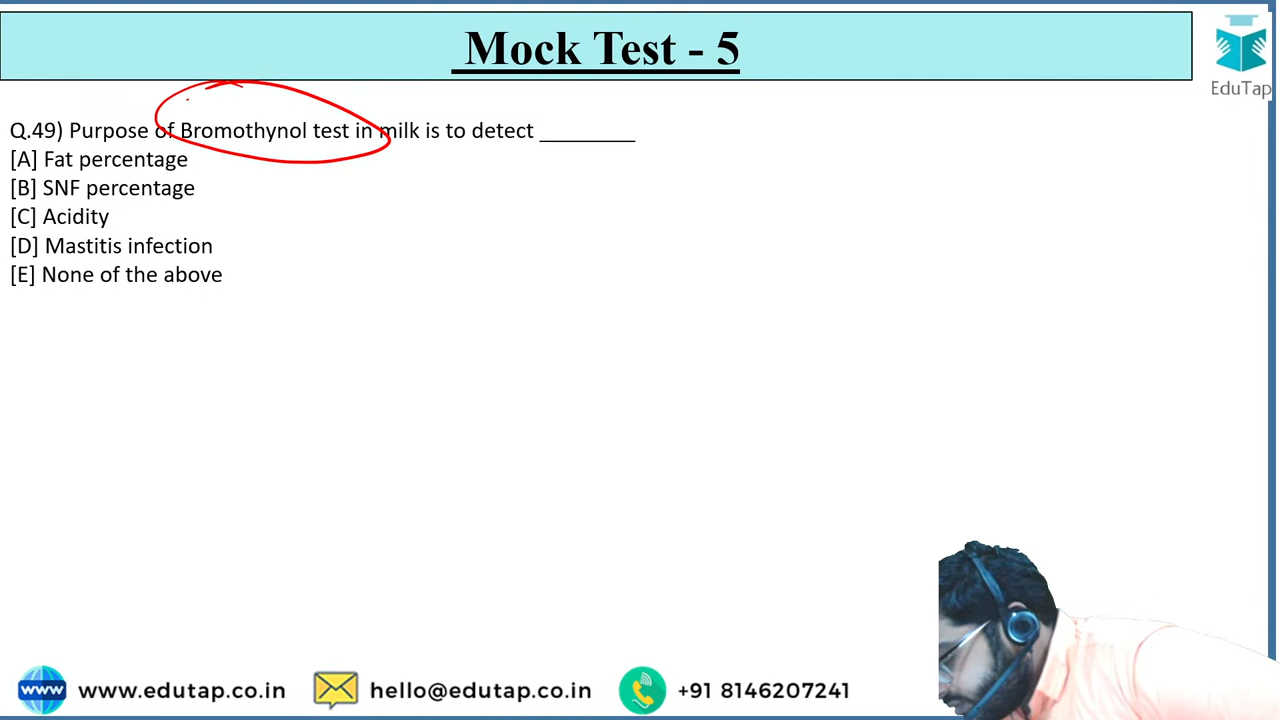 Mock Test - 5
EduTap
Q.49) Purpose of Bromothynol test in milk is to detect ________
[A] Fat percentage
[B] SNF percentage
[C] Acidity
[D] Mastitis infection
[E] None of the above
www www.edutap.co.in hello@edutap.co.in +91 8146207241